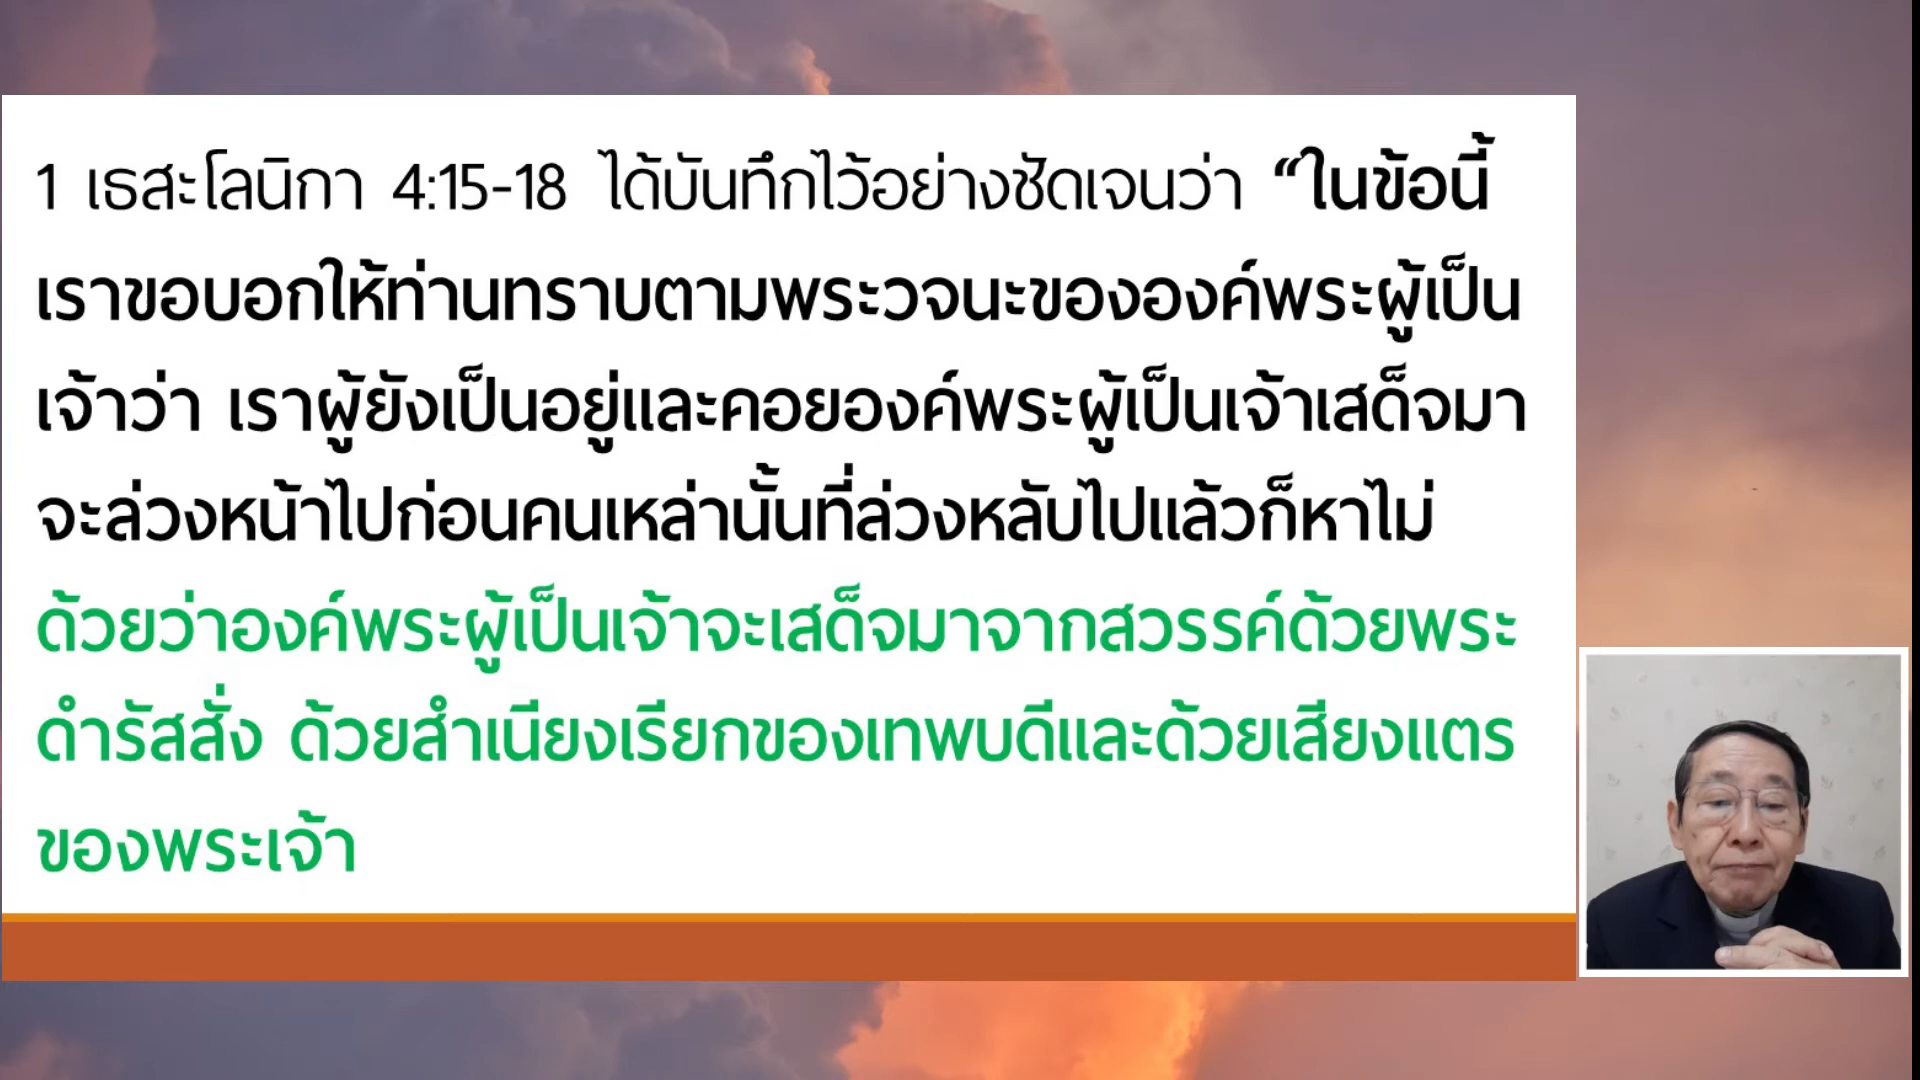 1 เธสะโลนิกา 4:15-18 ได้บันทึกไว้อย่างชัดเจนว่า “ในข้อนี้
เราขอบอกให้ท่านทราบตามพระวจนะขององค์พระผู้เป็น
เจ้าว่า เราผู้ยังเป็นอยู่และคอยองค์พระผู้เป็นเจ้าเสด็จมา
จะล่วงหน้าไปก่อนคนเหล่านั้นที่ล่วงหลับไปแล้วก็หาไม่
ด้วยว่าองค์พระผู้เป็นเจ้าจะเสด็จมาจากสวรรค์ด้วยพระ
ดำรัสสั่ง ด้วยสำเนียงเรียกของเทพบดีและด้วยเสียงแตร
ของพระเจ้า